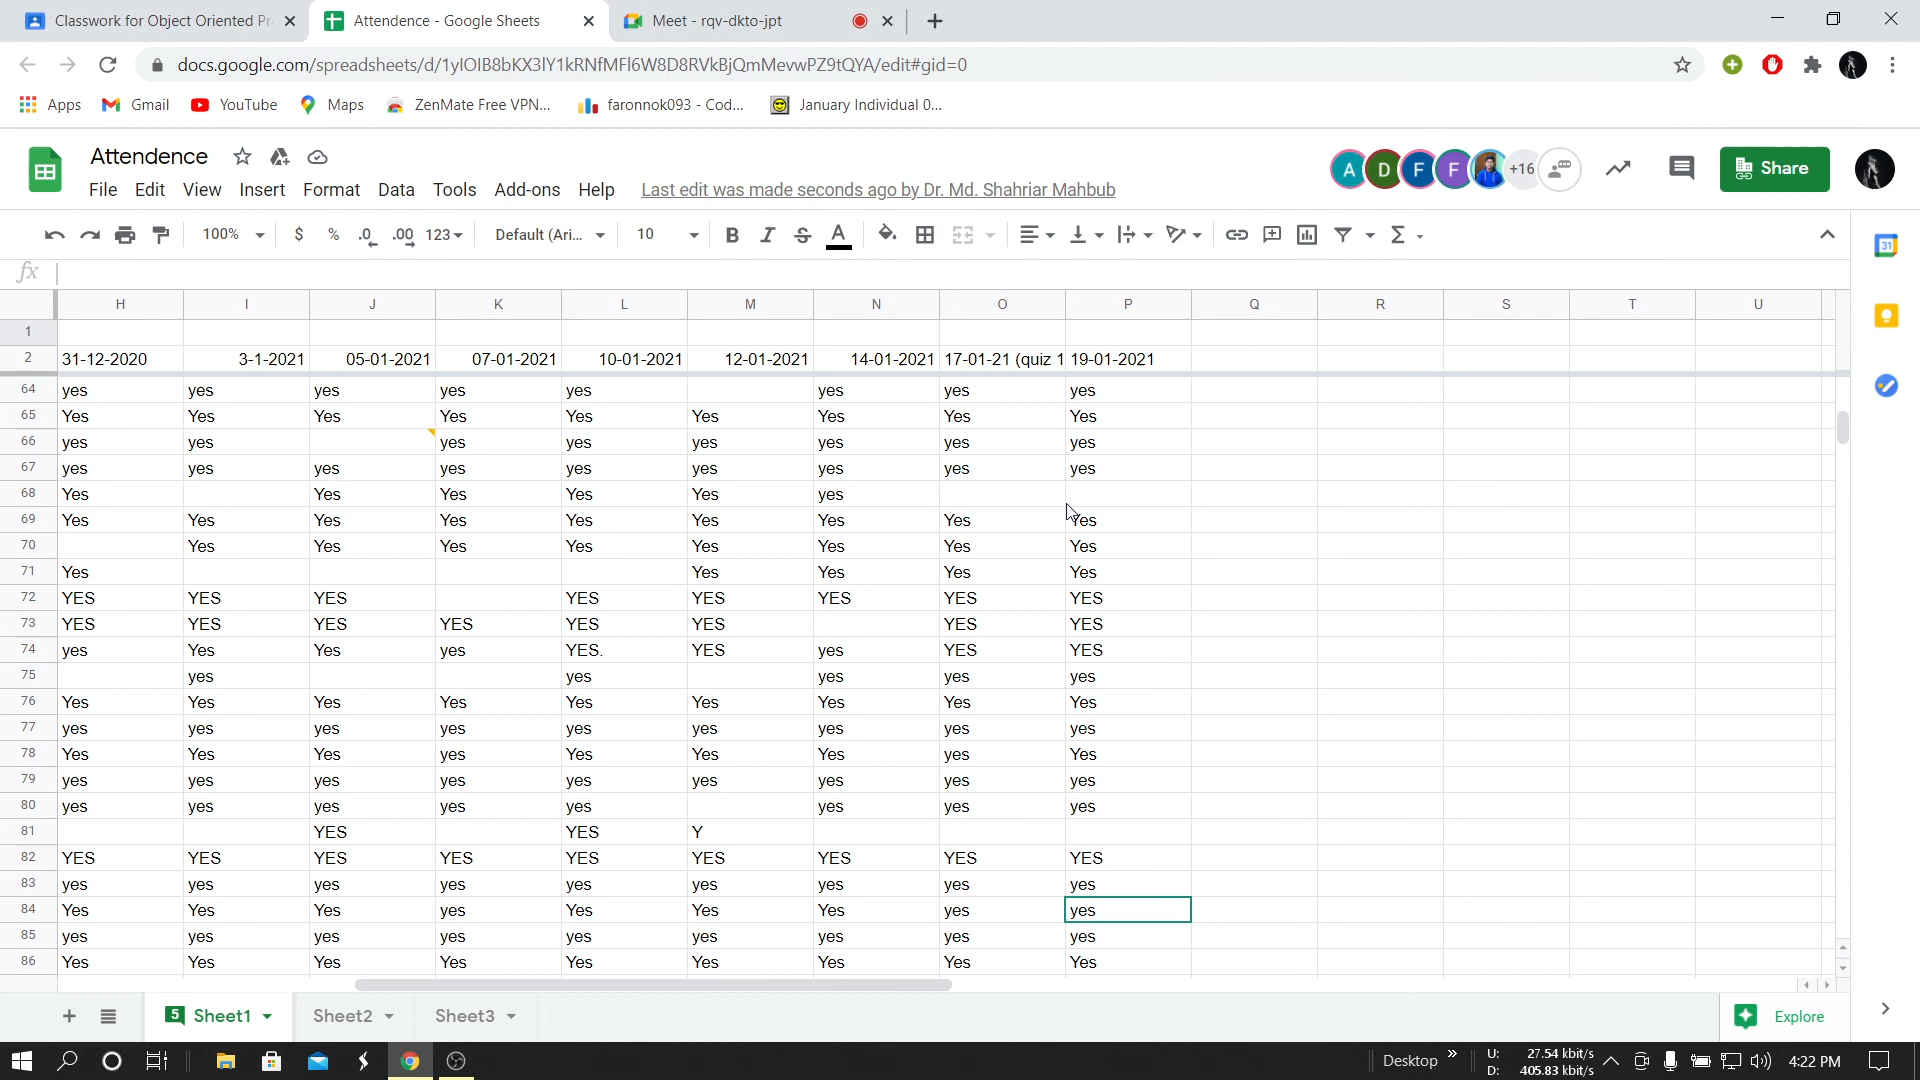 Classwork for Object Oriented Pr
Attendence - Google Sheets
Meet - rqv-dkto-jpt
docs.google.com/spreadsheets/d/1yIOIB8bKX3lY1kRNfMFl6W8D8RVkBjQmMevwPZ9tQYA/edit#gid=0
Apps Gmail YouTube Maps ZenMate Free VPN... faronnok093 - Cod... January Individual 0...
Attendence
A D F F +16 Share
File Edit View Insert Format Data Tools Add-ons Help Last edit was made seconds ago by Dr. Md. Shahriar Mahbub
100% $ % .0 .00 123 Default (Ari... 10 B I S A
31
fx
H I J K L M N O P Q R S T U
1
2 31-12-2020 3-1-2021 05-01-2021 07-01-2021 10-01-2021 12-01-2021 14-01-2021 17-01-21 (quiz 1 19-01-2021
64 yes yes yes yes yes yes yes yes
65 Yes Yes Yes Yes Yes Yes Yes Yes Yes
66 yes yes yes yes yes yes yes yes
67 yes yes yes yes yes yes yes yes yes
68 Yes Yes Yes Yes Yes yes
69 Yes Yes Yes Yes Yes Yes Yes Yes Yes
70 Yes Yes Yes Yes Yes Yes Yes Yes
71 Yes Yes Yes Yes Yes
72 YES YES YES YES YES YES YES YES
73 YES YES YES YES YES YES YES YES
74 yes Yes Yes yes YES. YES yes YES YES
75 yes yes yes yes yes
76 Yes Yes Yes Yes Yes Yes Yes Yes Yes
77 yes yes yes yes yes yes yes yes yes
78 Yes Yes Yes yes Yes Yes Yes yes Yes
79 yes yes yes yes yes yes yes yes yes
80 yes yes yes yes yes yes yes yes
81 YES YES Y
82 YES YES YES YES YES YES YES YES YES
83 yes yes yes yes yes yes yes yes yes
84 Yes Yes Yes yes Yes Yes Yes yes yes
85 yes yes yes yes yes yes yes yes yes
86 Yes Yes Yes Yes Yes Yes Yes Yes Yes
5 Sheet1 Sheet2 Sheet3 Explore
Desktop U: 27.54 kbit/s
D: 405.83 kbit/s
4:22 PM